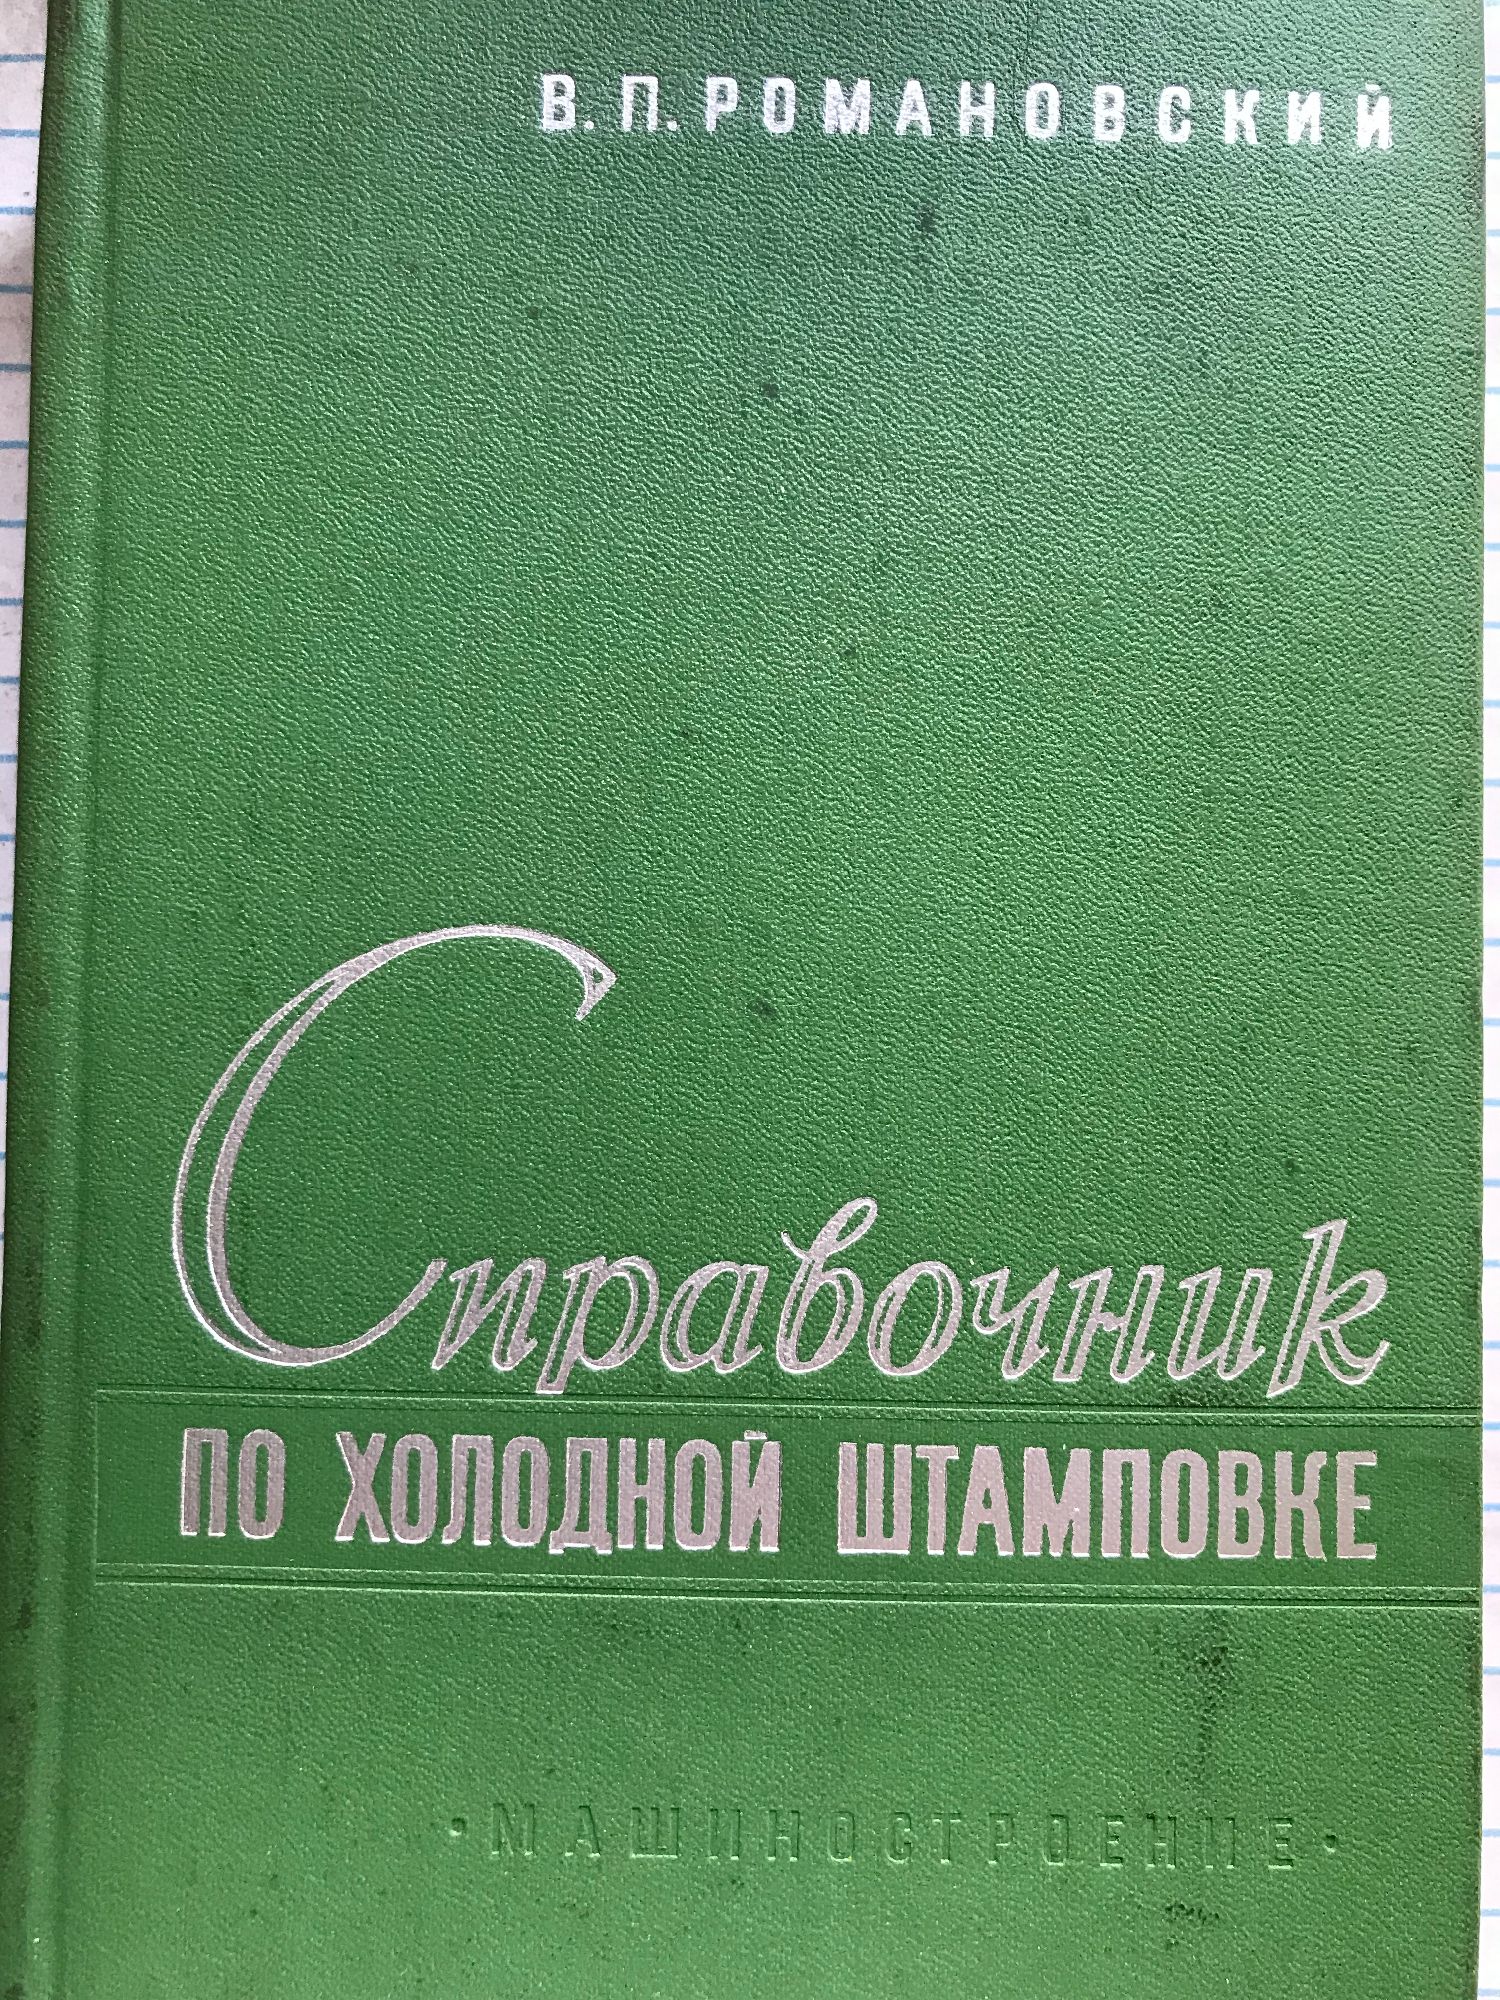 В. П. РОМАНОВСКИЙ
Справочник
ПО ХОЛОДНОЙ ШТАМПОВКЕ
• МАШИНОСТРОЕНИЕ •